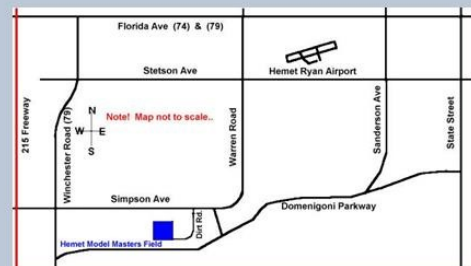 Florida Ave (74) & (79)
Stetson Ave
Hemet Ryan Airport
215 Freeway
Winchester Road (79)
N
W E
S
Note! Map not to scale..
Warren Road
Sanderson Ave
State Street
Simpson Ave
Dirt Rd.
Domenigoni Parkway
Hemet Model Masters Field